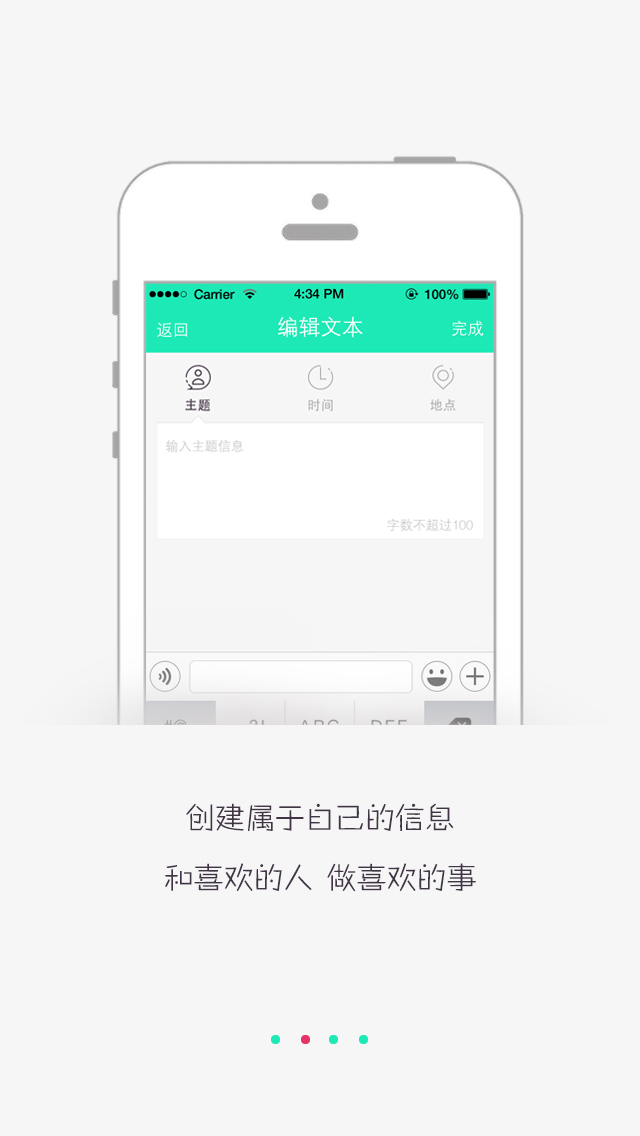 Carrier 4:34 PM 100%
返回 编辑文本 完成
主题 时间 地点
输入主题信息
字数不超过100
创建属于自己的信息
和喜欢的人 做喜欢的事